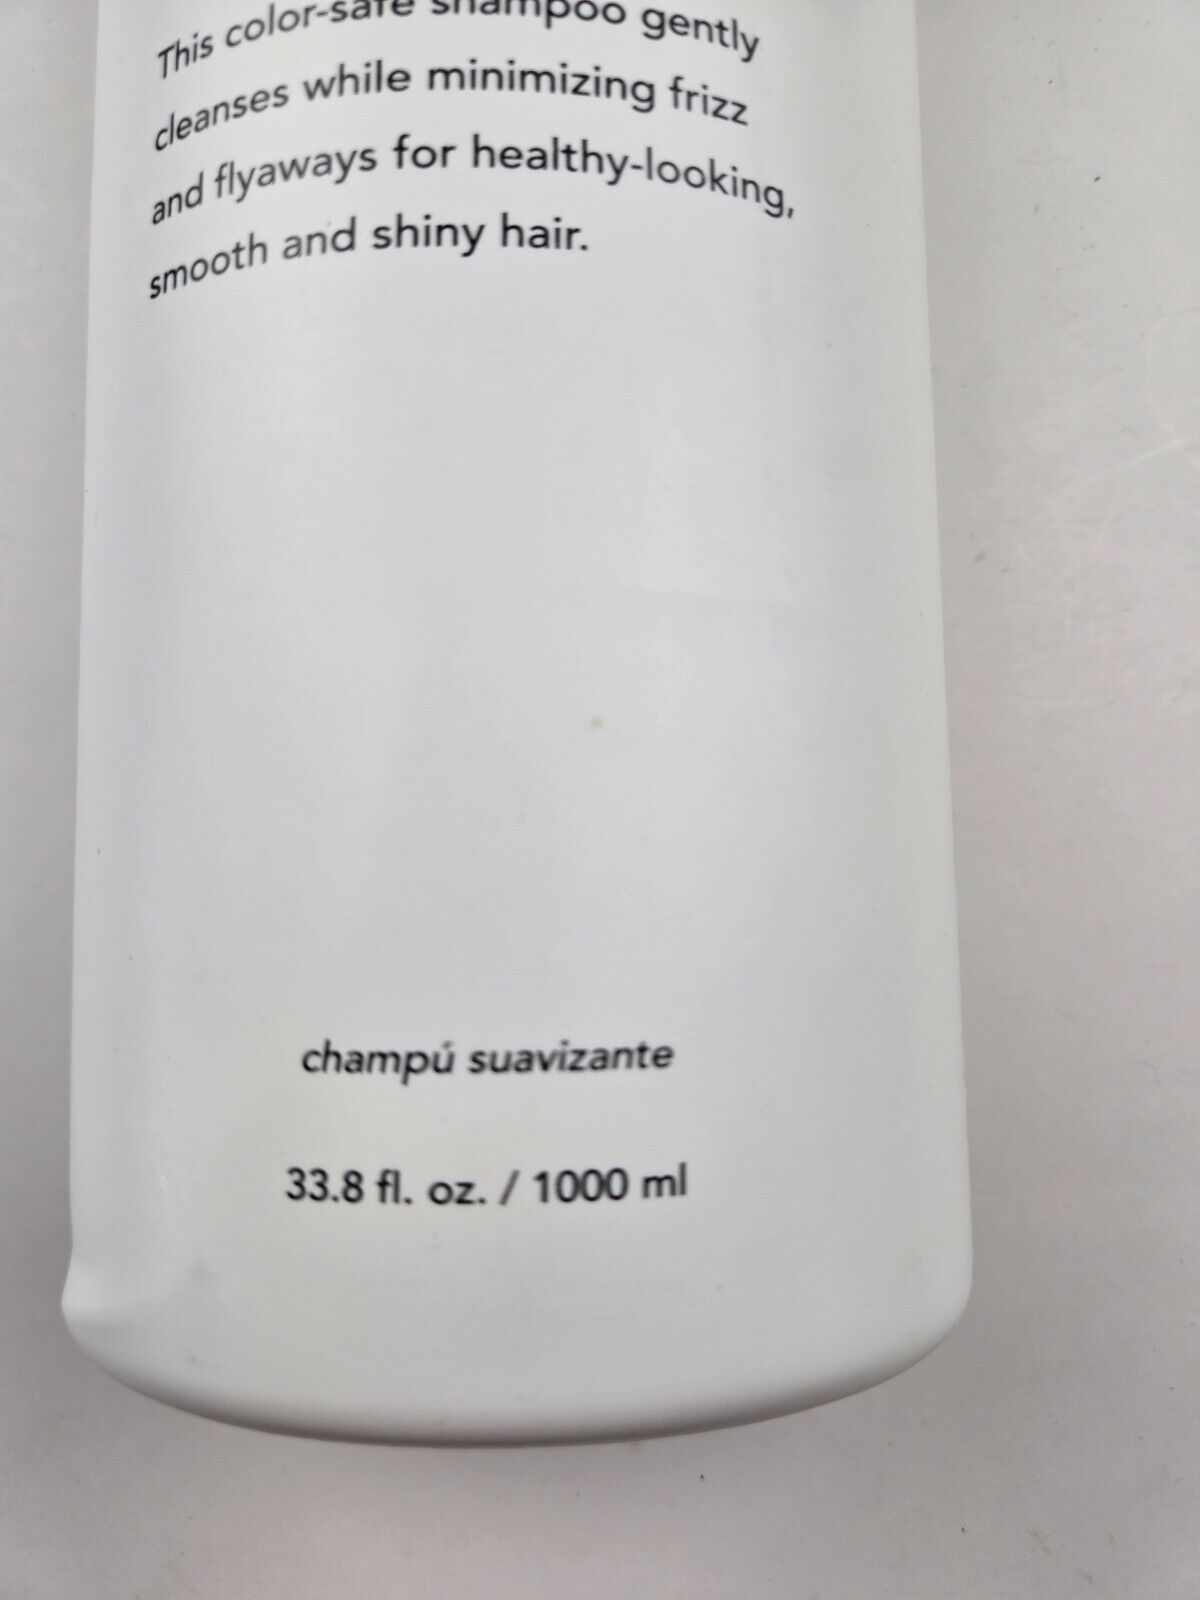 This color-safe shampoo gently
cleanses while minimizing frizz
and flyaways for healthy-looking,
smooth and shiny hair.
champú suavizante
33.8 fl. oz. / 1000 ml